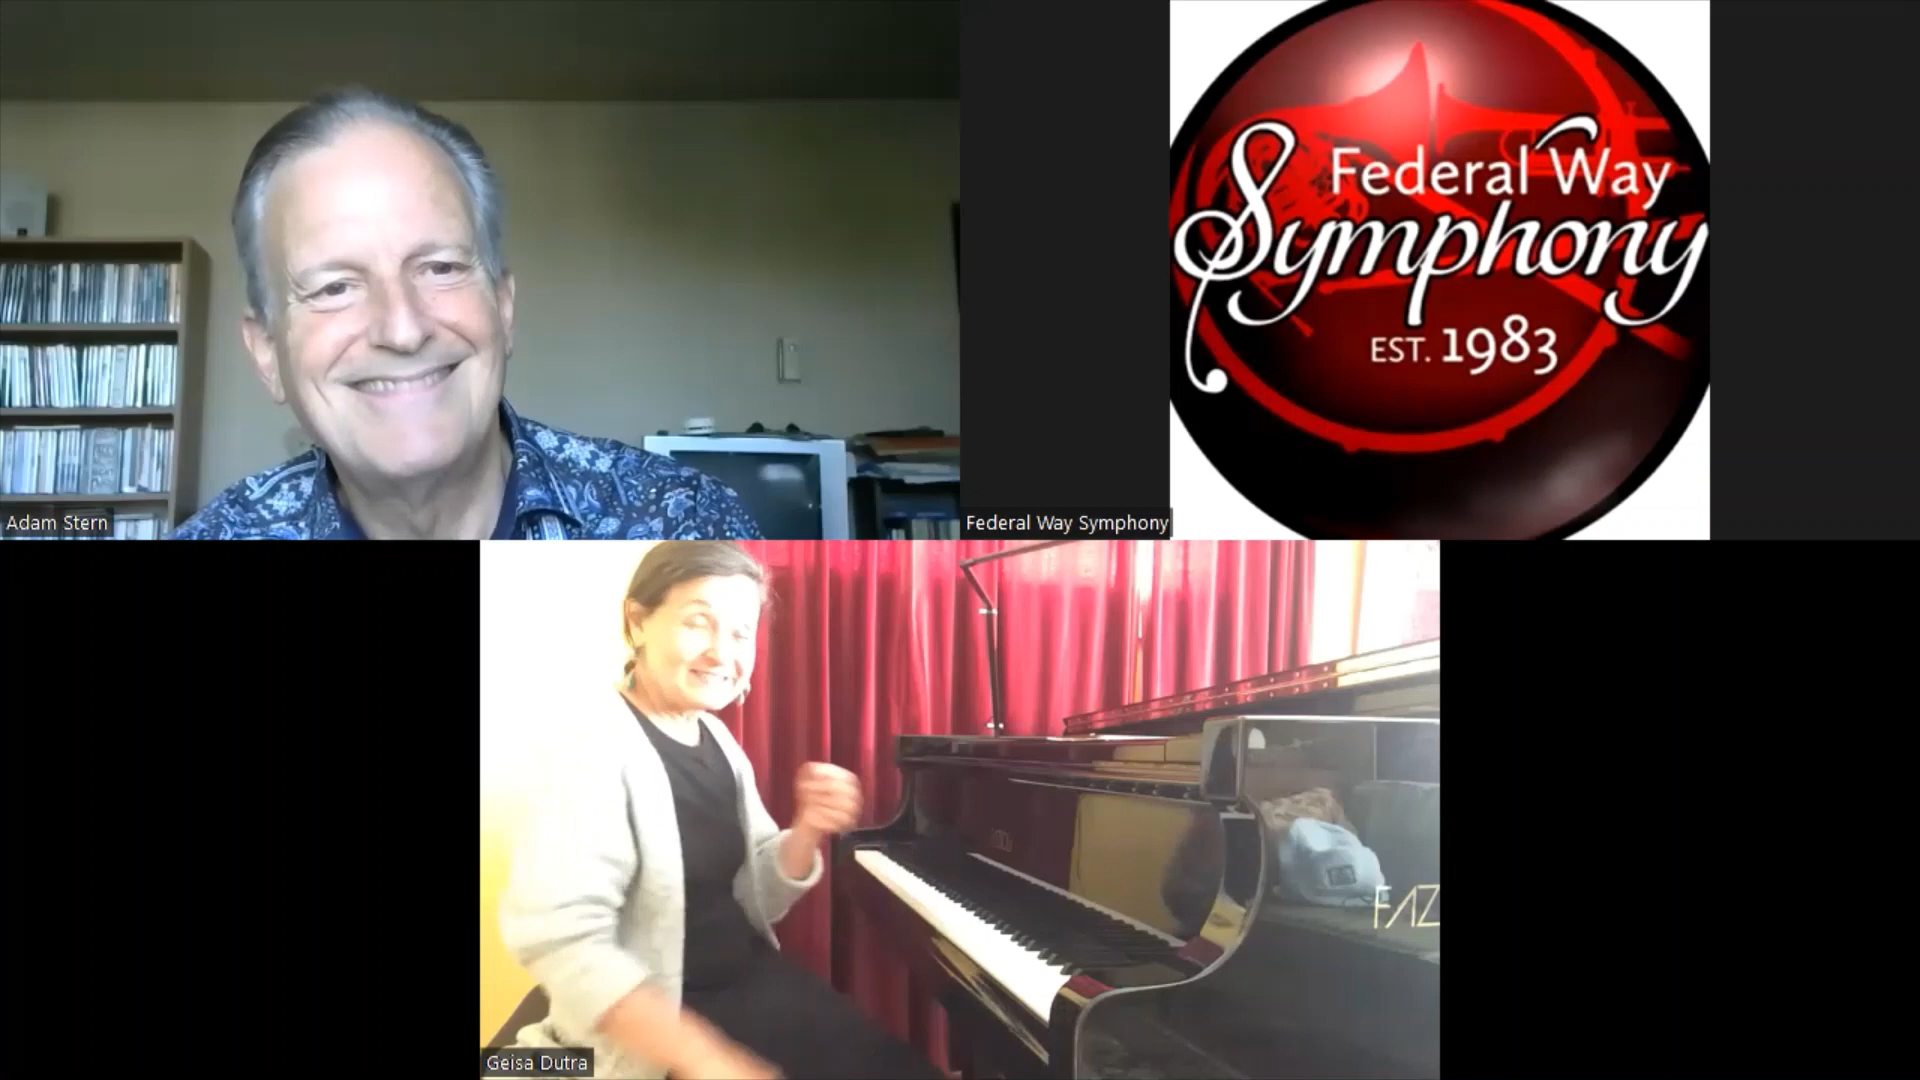 Federal Way
Symphony
EST. 1983
Adam Stern
Federal Way Symphony
FAZ
Geisa Dutra